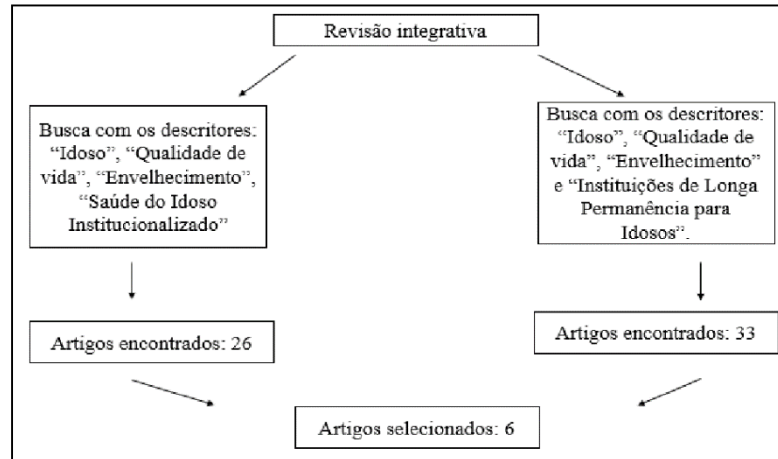 Revisão integrativa
Busca com os descritores:
“Idoso”, “Qualidade de
vida”, “Envelhecimento”,
“Saúde do Idoso
Institucionalizado”
Busca com os descritores:
“Idoso”, “Qualidade de
vida”, “Envelhecimento”
e “Instituições de Longa
Permanência para
Idosos”.
Artigos encontrados: 26
Artigos encontrados: 33
Artigos selecionados: 6